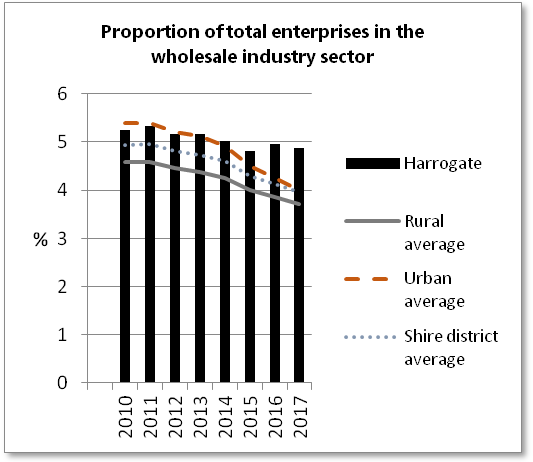 Proportion of total enterprises in the
wholesale industry sector
6
5
4
3
2
1
0
%
2010
2011
2012
2013
2014
2015
2016
2017
Harrogate
Rural
average
Urban
average
Shire district
average